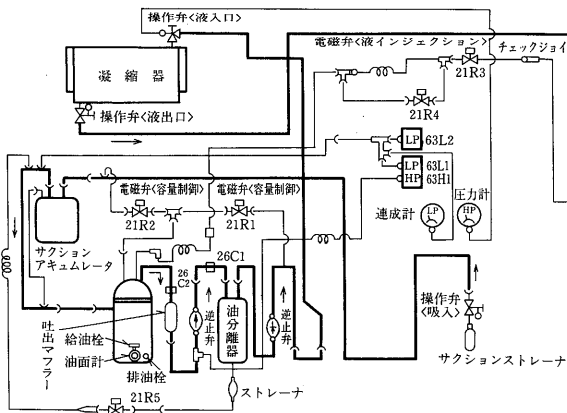 操作弁<液入口>
凝縮器
操作弁<液出口>
電磁弁<液インジェクション>
チェックジョイ
21R3
21R4
LP
63L2
LP
63L1
HP
63H1
圧力計
連成計
LP
HP
電磁弁<容量制御>
電磁弁<容量制御>
21R2
21R1
サクション
アキュムレータ
26C1
26
C2
逆止弁
油分離器
逆止弁
操作弁
<吸入>
吐出マフラー
給油栓
油面計
排油栓
ストレーナ
サクションストレーナ
21R5